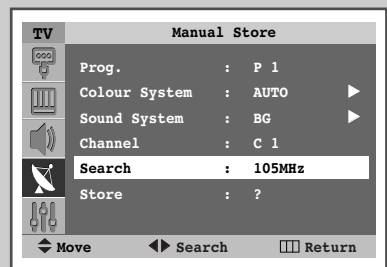 TV Manual Store
Prog. : P 1
Colour System : AUTO
Sound System : BG
Channel : C 1
Search : 105MHz
Store : ?
Move Search Return